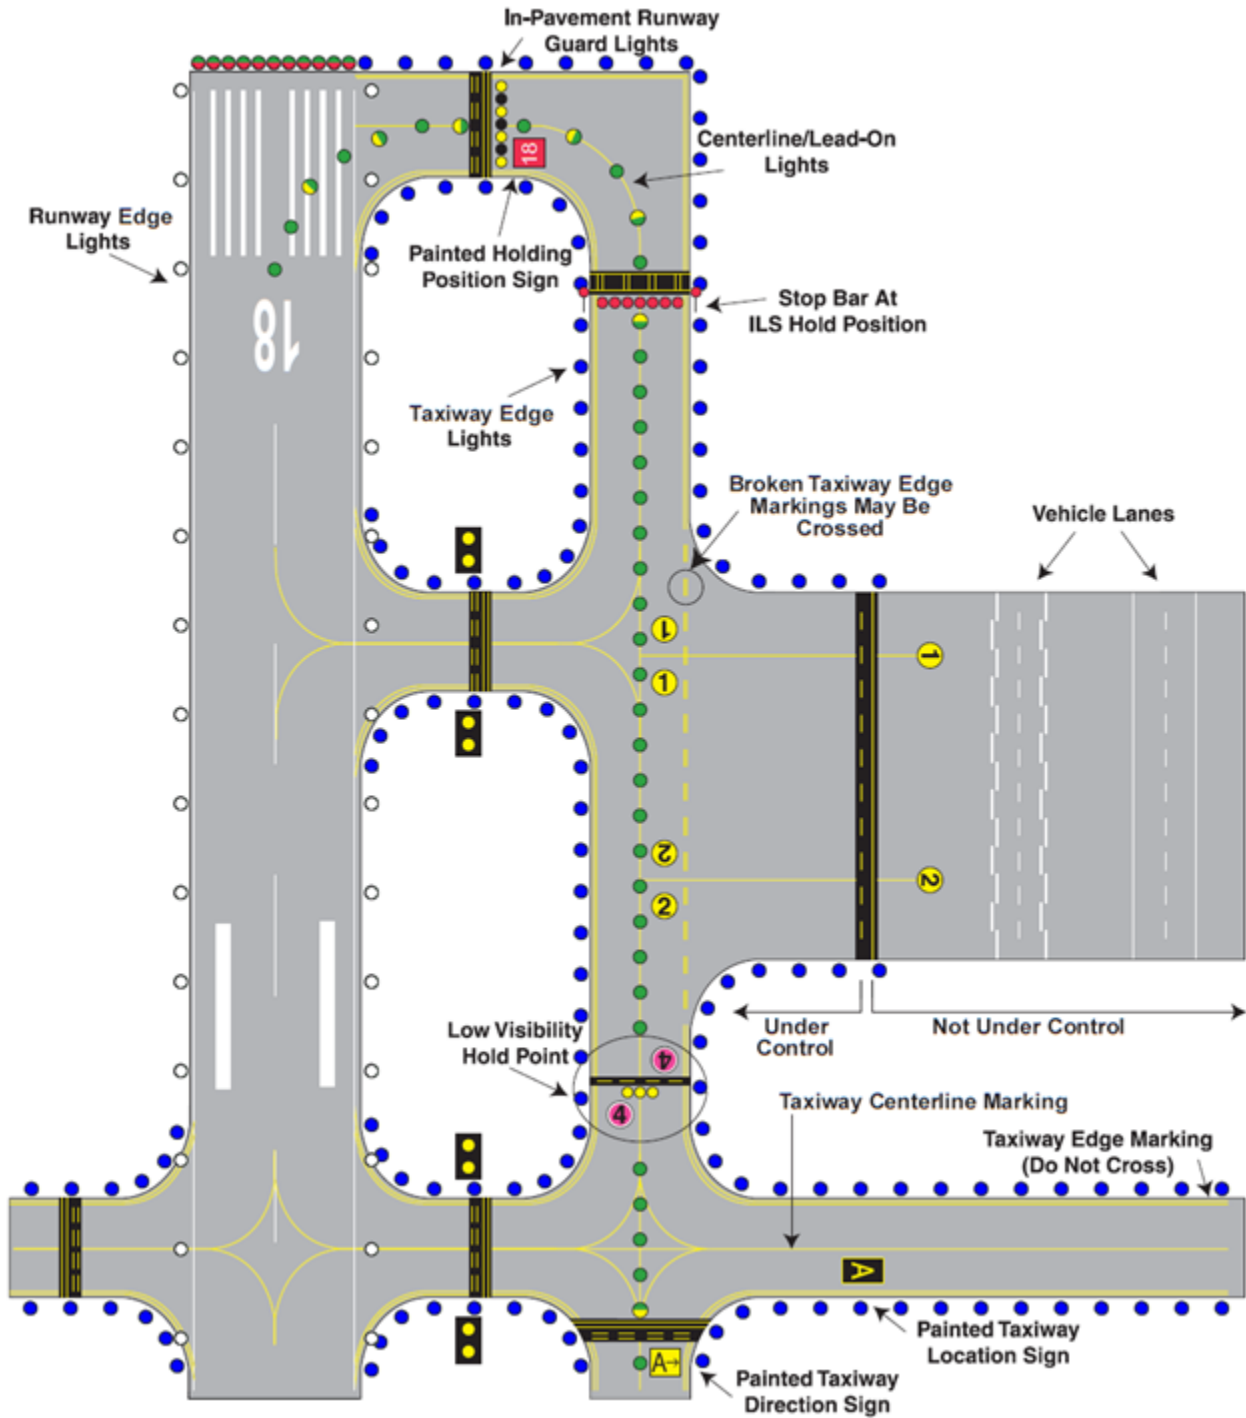 In-Pavement Runway
Guard Lights
Centerline/Lead-On
Lights
18
Runway Edge
Lights
Painted Holding
Position Sign
Stop Bar At
ILS Hold Position
18
Taxiway Edge
Lights
Broken Taxiway Edge
Markings May Be
Crossed
Vehicle Lanes
1
1
1
2
2
2
Under
Control
Not Under Control
Low Visibility
Hold Point
4
4
Taxiway Centerline Marking
Taxiway Edge Marking
(Do Not Cross)
A
Painted Taxiway
Location Sign
A→
Painted Taxiway
Direction Sign